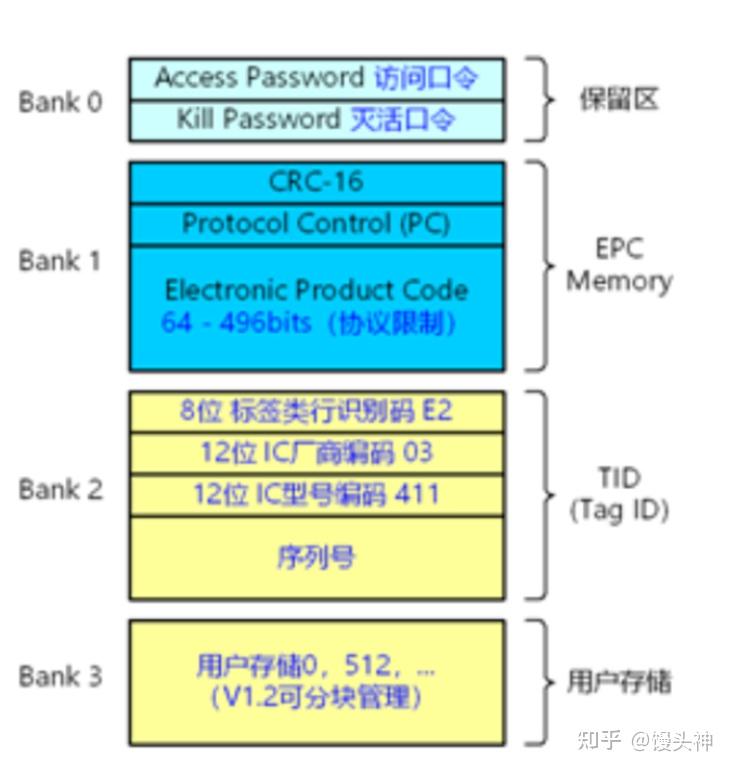 Bank 0
Access Password 访问口令
Kill Password 灭活口令
保留区
Bank 1
CRC-16
Protocol Control (PC)
Electronic Product Code
64 - 496bits（协议限制）
EPC
Memory
Bank 2
8位 标签类行识别码 E2
12位 IC厂商编码 03
12位 IC型号编码 411
序列号
TID
(Tag ID)
Bank 3
用户存储0，512，...
（V1.2可分块管理）
用户存储
知乎 @馒头神